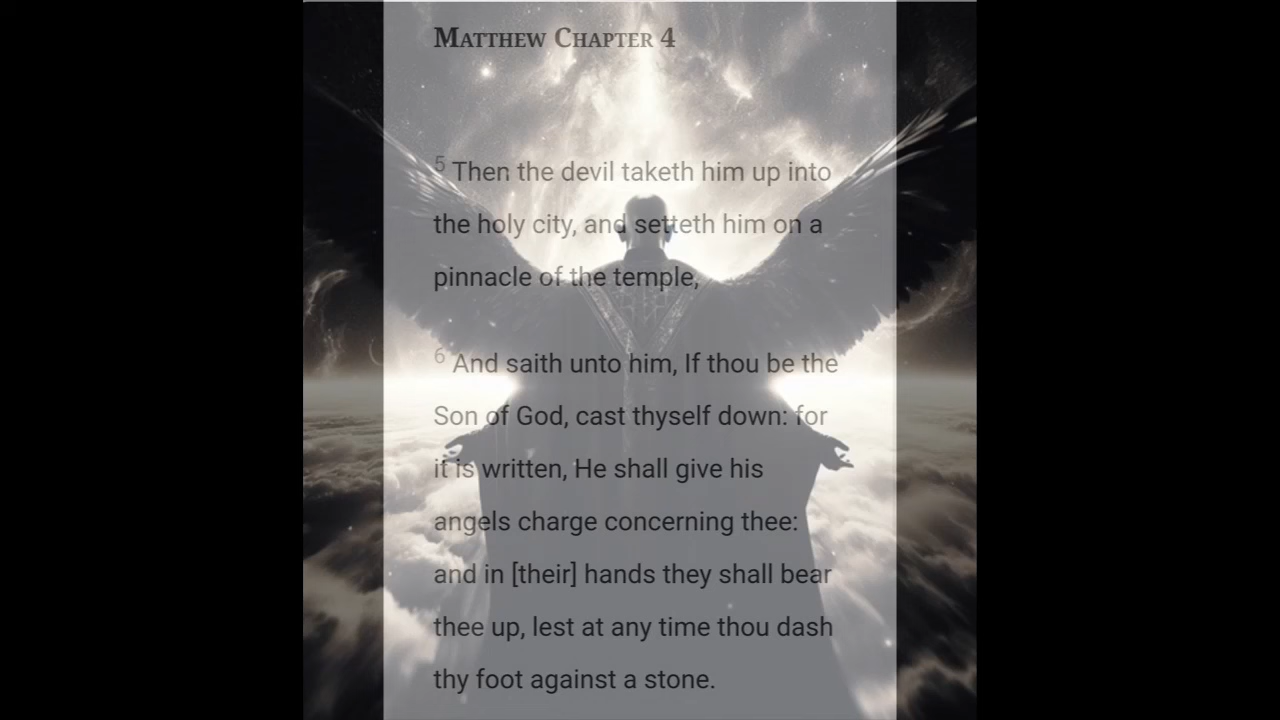 Matthew Chapter 4
5 Then the devil taketh him up into
the holy city, and setteth him on a
pinnacle of the temple,
6 And saith unto him, If thou be the
Son of God, cast thyself down: for
it is written, He shall give his
angels charge concerning thee:
and in [their] hands they shall bear
thee up, lest at any time thou dash
thy foot against a stone.